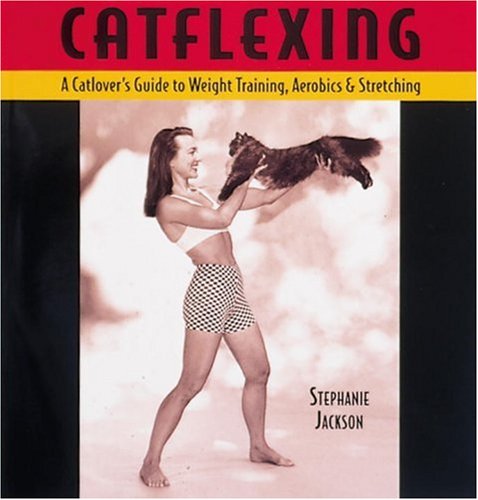 CATFLEXING
A Catlover's Guide to Weight Training, Aerobics & Stretching
STEPHANIE
JACKSON